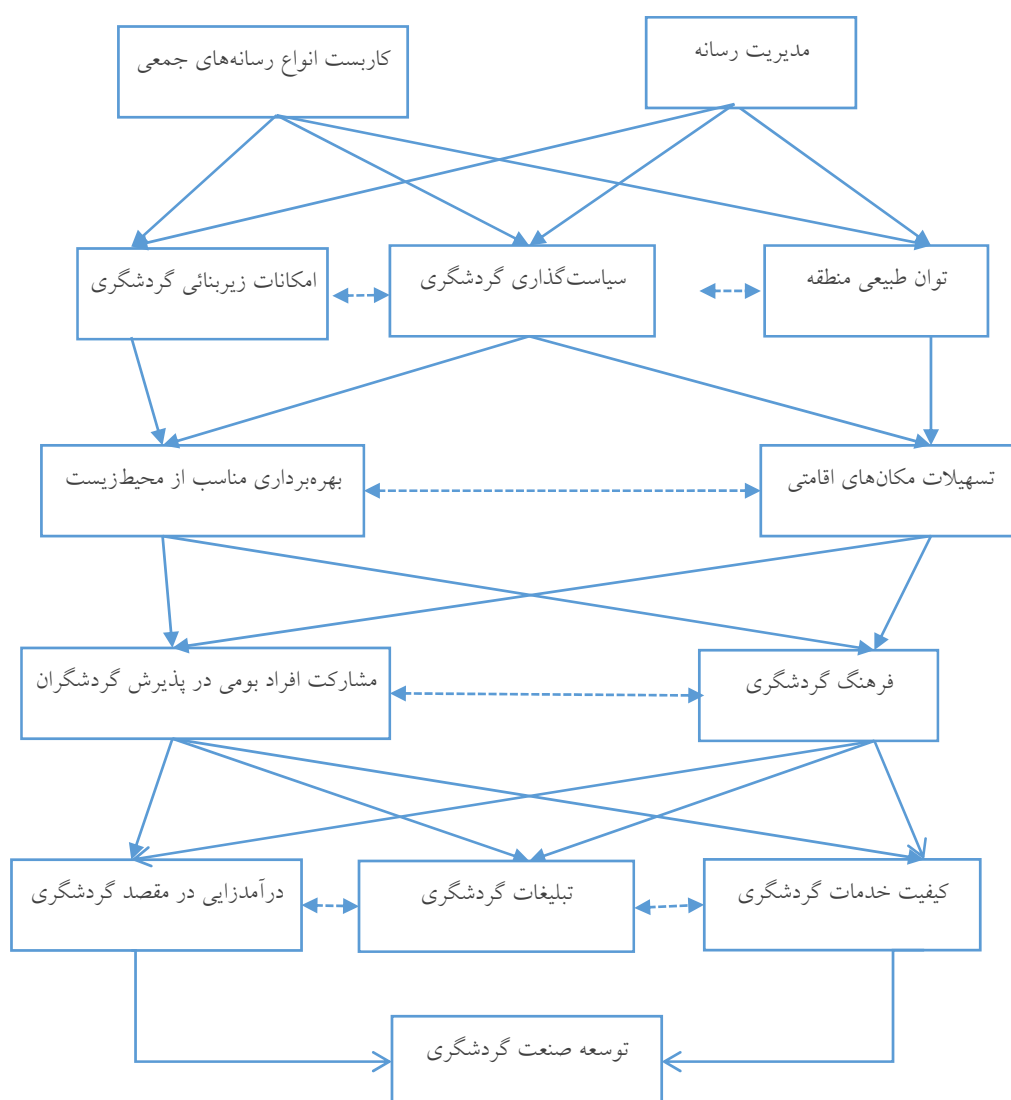 مدیریت رسانه
کاربست انواع رسانه‌های جمعی
توان طبیعی منطقه
سیاست‌گذاری گردشگری
امکانات زیربنائی گردشگری
تسهیلات مکان‌های اقامتی
بهره‌برداری مناسب از محیط‌زیست
فرهنگ گردشگری
مشارکت افراد بومی در پذیرش گردشگران
کیفیت خدمات گردشگری
تبلیغات گردشگری
درآمدزایی در مقصد گردشگری
توسعه صنعت گردشگری